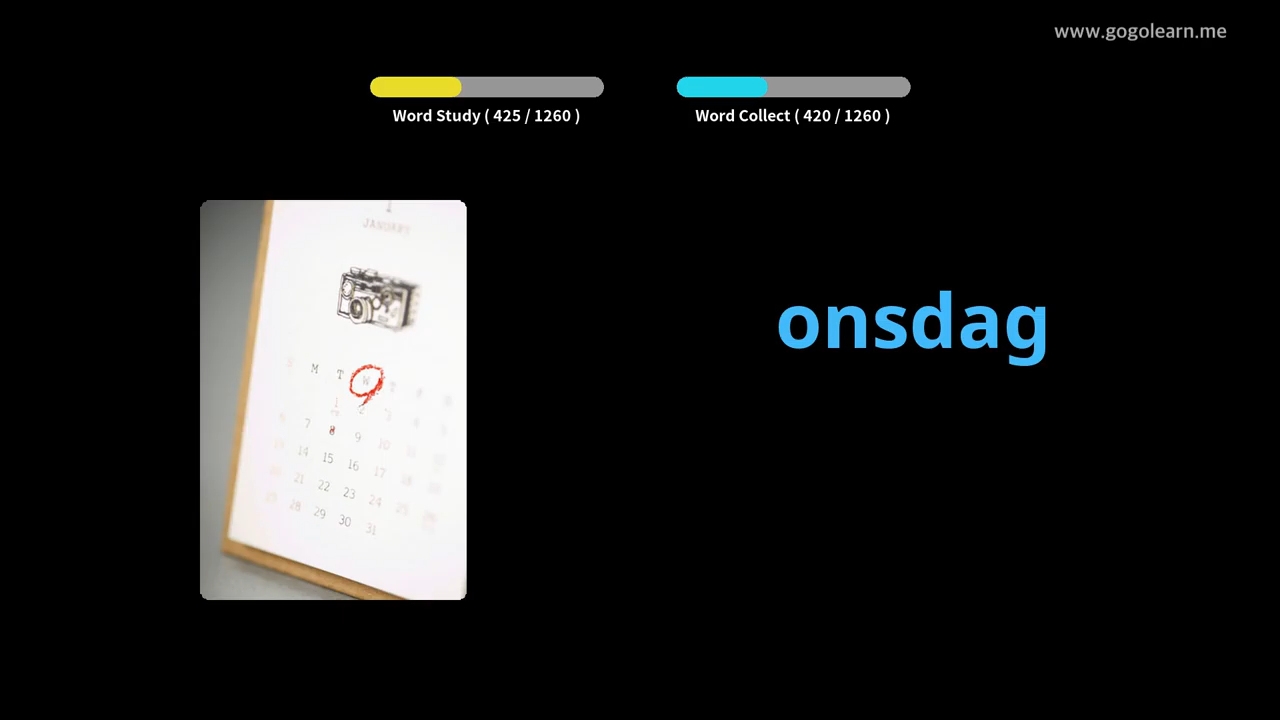 www.gogolearn.me
Word Study ( 425 / 1260 )
Word Collect ( 420 / 1260 )
onsdag
JANUARY
M T W
7 8 9 10
14 15 16 17
21 22 23 24
28 29 30 31